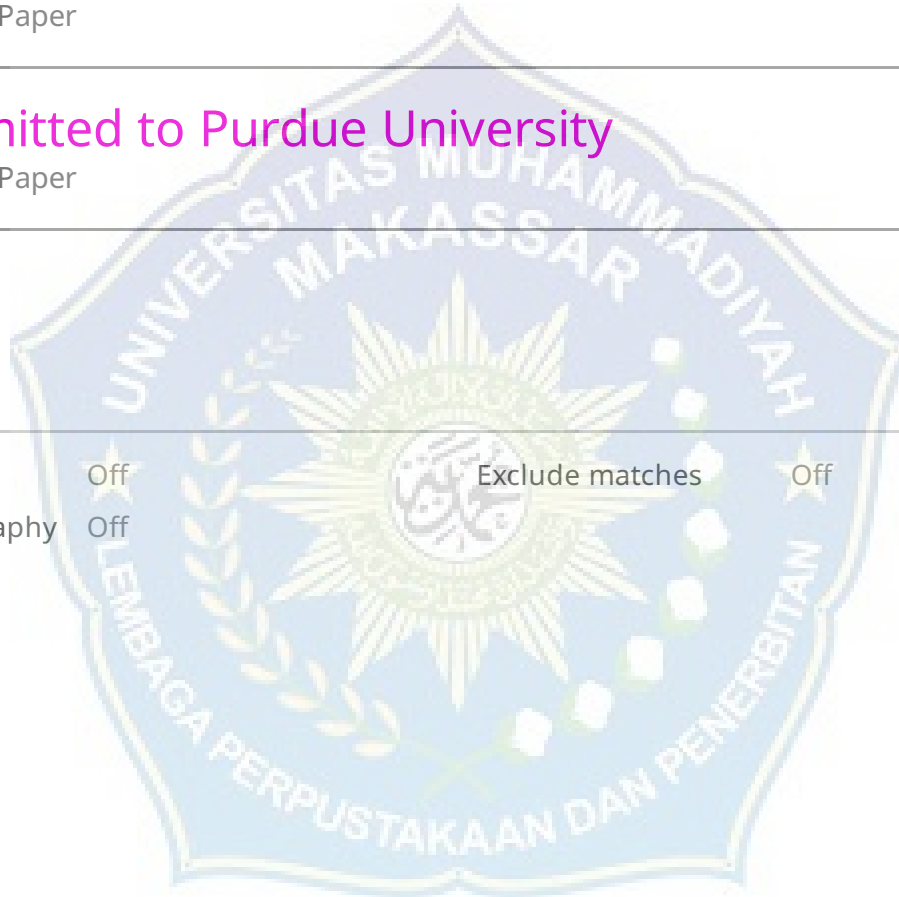 Paper
nitted to Purdue University
Paper
UNIVERSITAS MUHAMMADIYAH
MAKASSAR
Off Exclude matches Off
aphy Off
LEMBAGA PERPUSTAKAAN DAN PENERBITAN